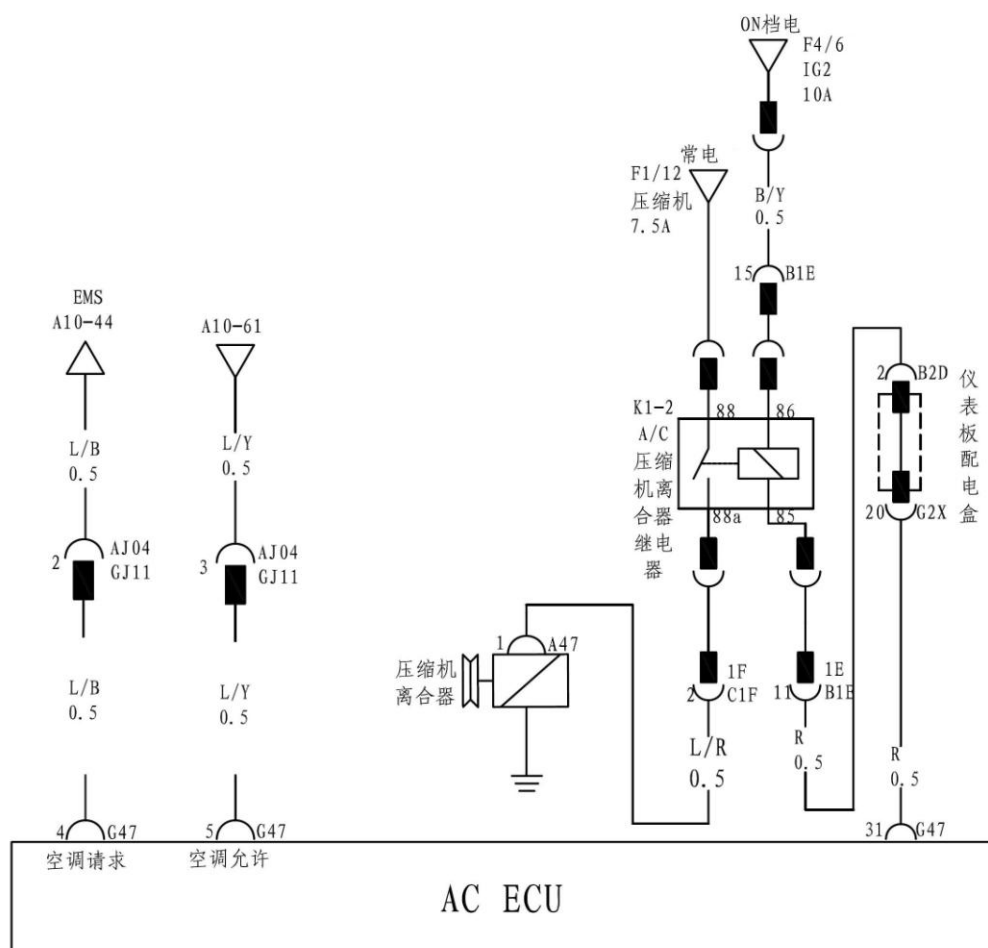 ON档电
F4/6
IG2
10A
常电
F1/12
压缩机
7.5A
B/Y
0.5
15 B1E
EMS
A10-44
A10-61
L/B
0.5
L/Y
0.5
2 AJ04
GJ11
3 AJ04
GJ11
L/B
0.5
L/Y
0.5
4 G47
空调请求
5 G47
空调允许
K1-2
A/C
压缩
机离
合器
继电
器
88 86
88a 85
2 B2D
20 G2X
仪表板配电盒
压缩机
离合器
1 A47
1F
2 C1F
1E
11 B1E
L/R
0.5
R
0.5
R
0.5
31 G47
AC ECU